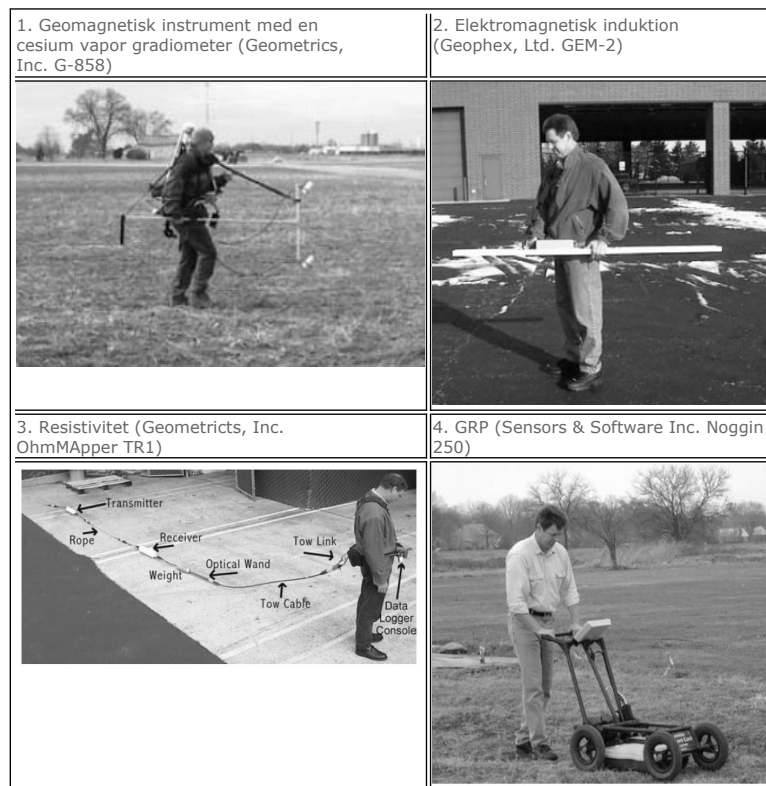 1. Geomagnetisk instrument med en
cesium vapor gradiometer (Geometrics,
Inc. G-858)
2. Elektromagnetisk induktion
(Geophex, Ltd. GEM-2)
3. Resistivitet (Geometricts, Inc.
OhmMApper TR1)
4. GRP (Sensors & Software Inc. Noggin
250)
Transmitter
Rope
Receiver
Weight
Optical Wand
Tow Link
Tow Cable
Data
Logger
Console